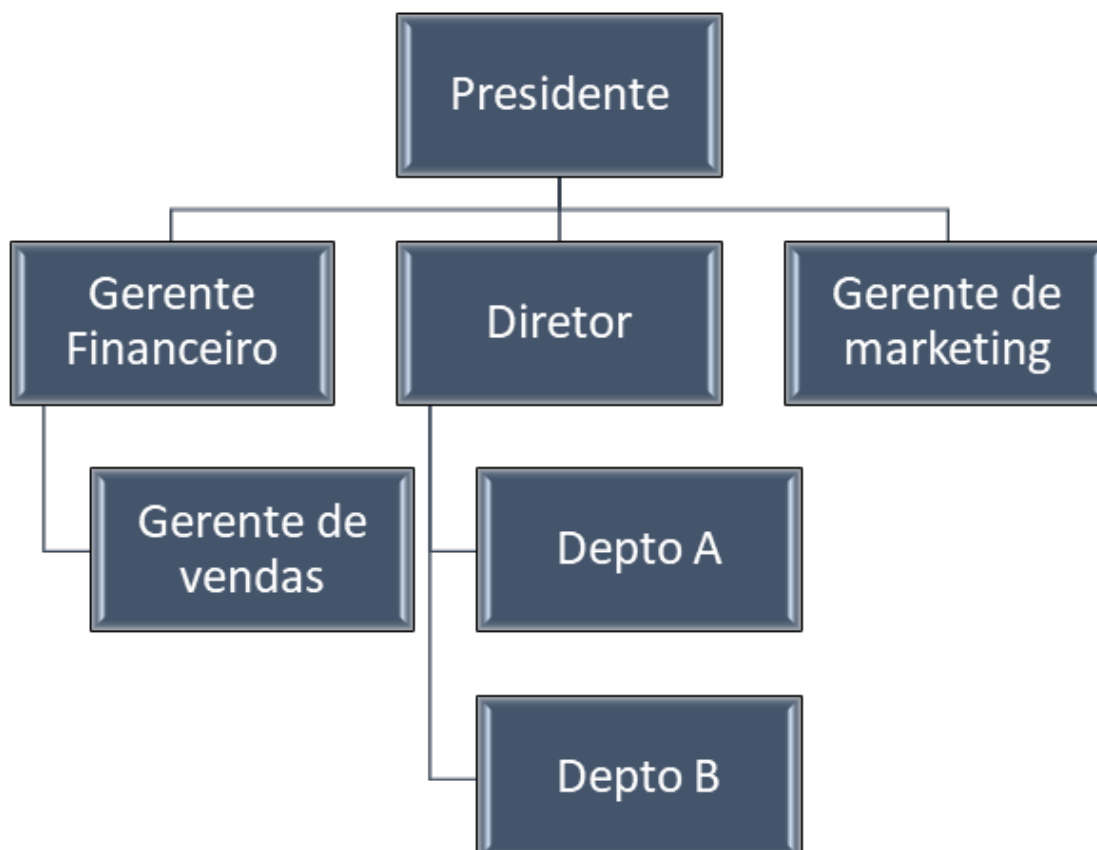 Presidente
Gerente
Financeiro
Diretor
Gerente de
marketing
Gerente de
vendas
Depto A
Depto B